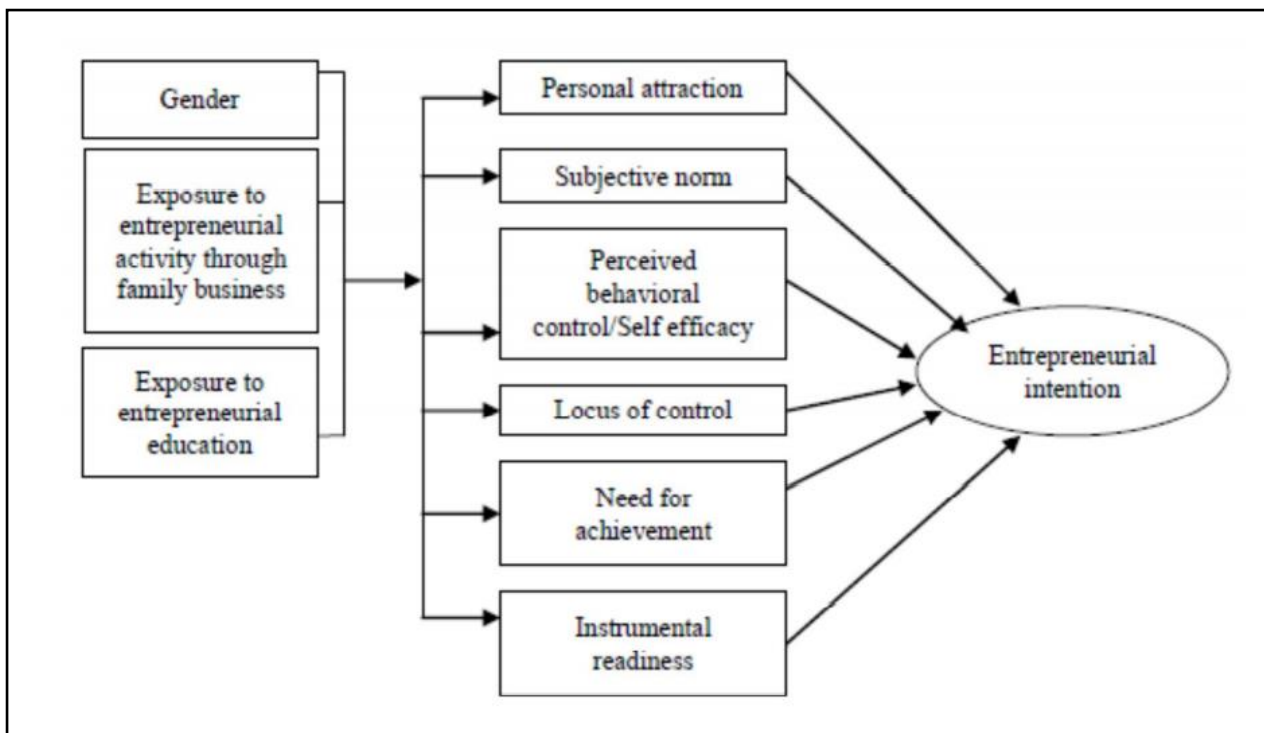 Gender
Exposure to
entrepreneurial
activity through
family business
Exposure to
entrepreneurial
education
Personal attraction
Subjective norm
Perceived
behavioral
control/Self efficacy
Locus of control
Need for
achievement
Instrumental
readiness
Entrepreneurial
intention